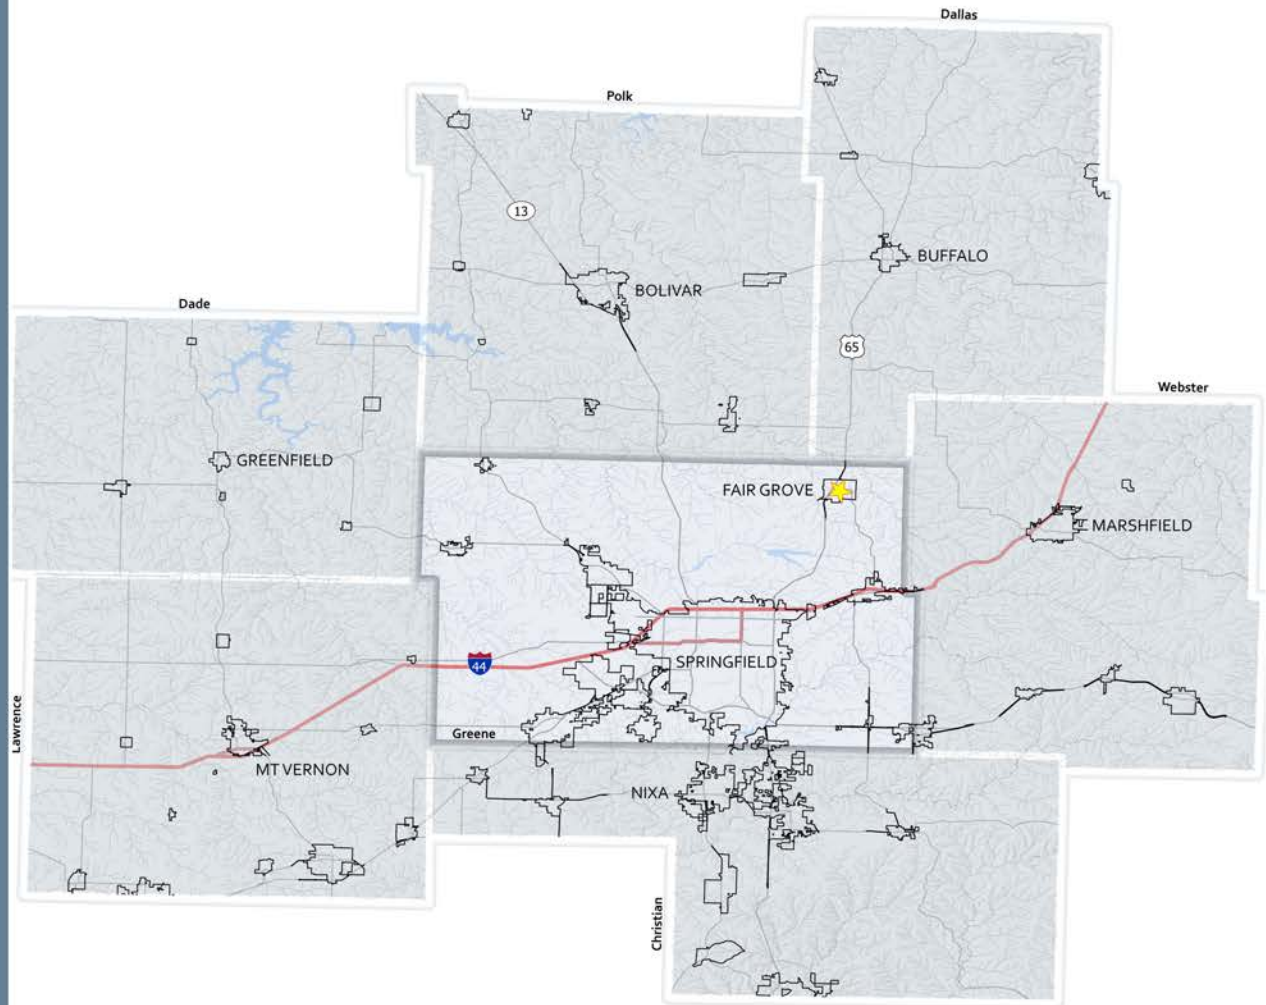 Dallas
Polk
13
BUFFALO
BOLIVAR
Dade
65
Webster
GREENFIELD
FAIR GROVE
MARSHFIELD
44
SPRINGFIELD
Lawrence
Greene
MT VERNON
NIXA
Christian